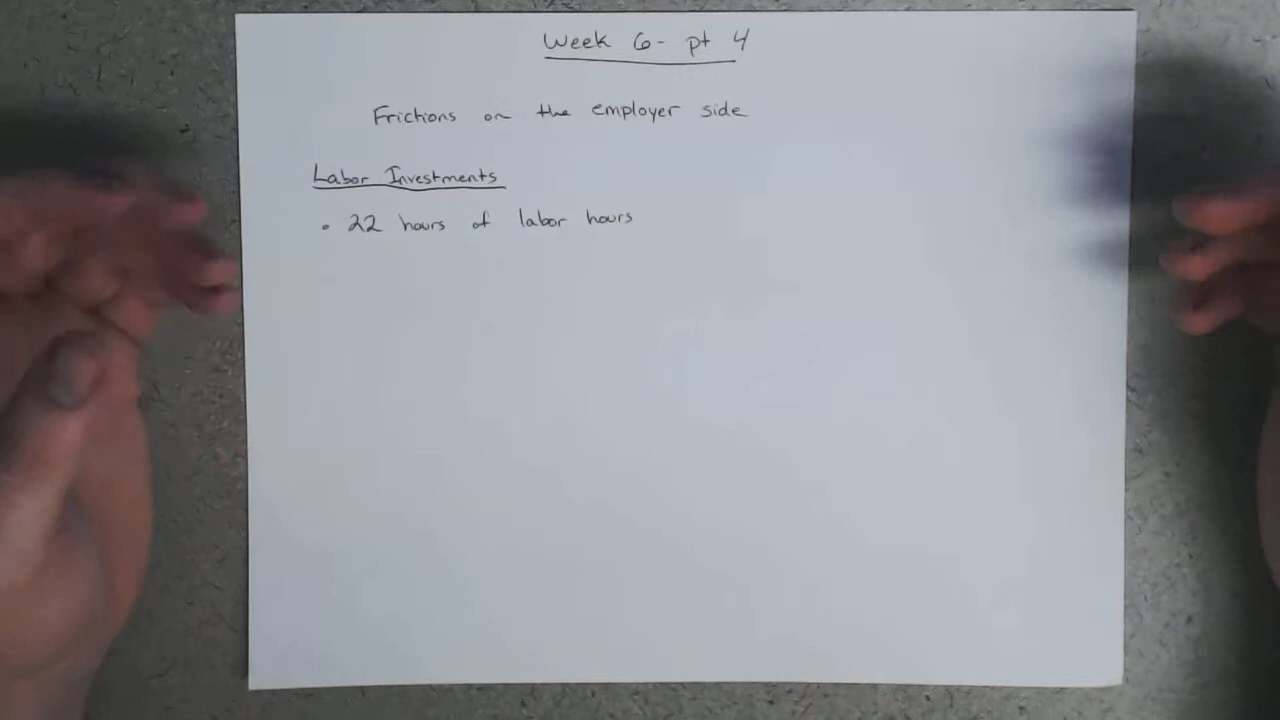 Week 6- pt 4
Frictions on the employer side
Labor Investments
• 22 hours of labor hours